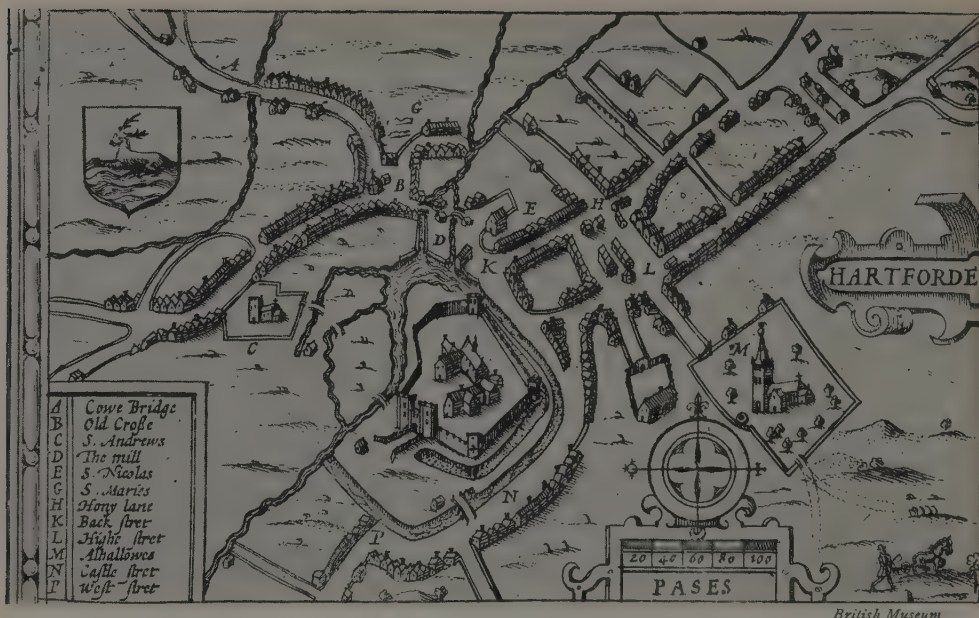 A
G
B
E
H
D
K
L
HARTFORDE
C
M
A Cowe Bridge
B Old Croße
C S. Andrews
D The mill
E S. Nicolas
G S. Maries
H Hony lane
K Back stret
L Highe stret
M Alhallowes
N Castle stret
P West stret
N
P
20 40 60 80 100
PASES
British Museum